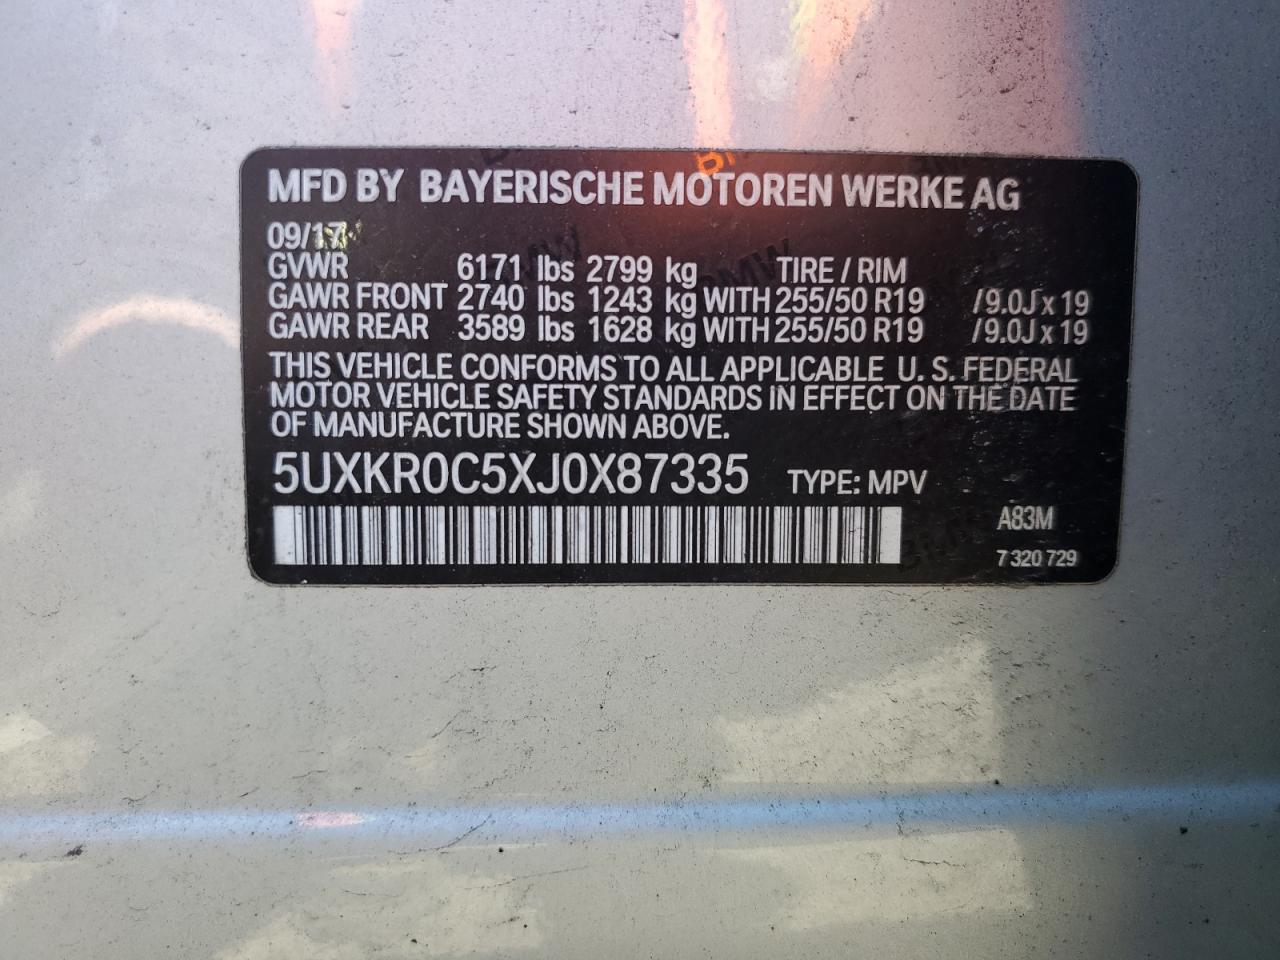 MFD BY BAYERISCHE MOTOREN WERKE AG
09/17
GVWR 6171 lbs 2799 kg TIRE / RIM
GAWR FRONT 2740 lbs 1243 kg WITH 255/50 R19 /9.0J x 19
GAWR REAR 3589 lbs 1628 kg WITH 255/50 R19 /9.0J x 19
THIS VEHICLE CONFORMS TO ALL APPLICABLE U. S. FEDERAL
MOTOR VEHICLE SAFETY STANDARDS IN EFFECT ON THE DATE
OF MANUFACTURE SHOWN ABOVE.
5UXKR0C5XJ0X87335 TYPE: MPV
A83M
7 320 729